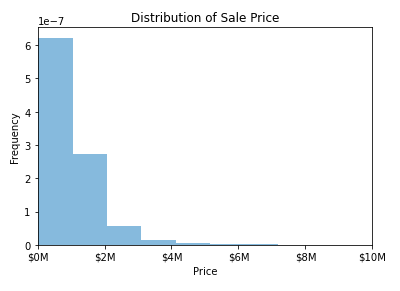 Distribution of Sale Price
1e−7
6
5
4
3
2
1
0
Frequency
$0M $2M $4M $6M $8M $10M
Price